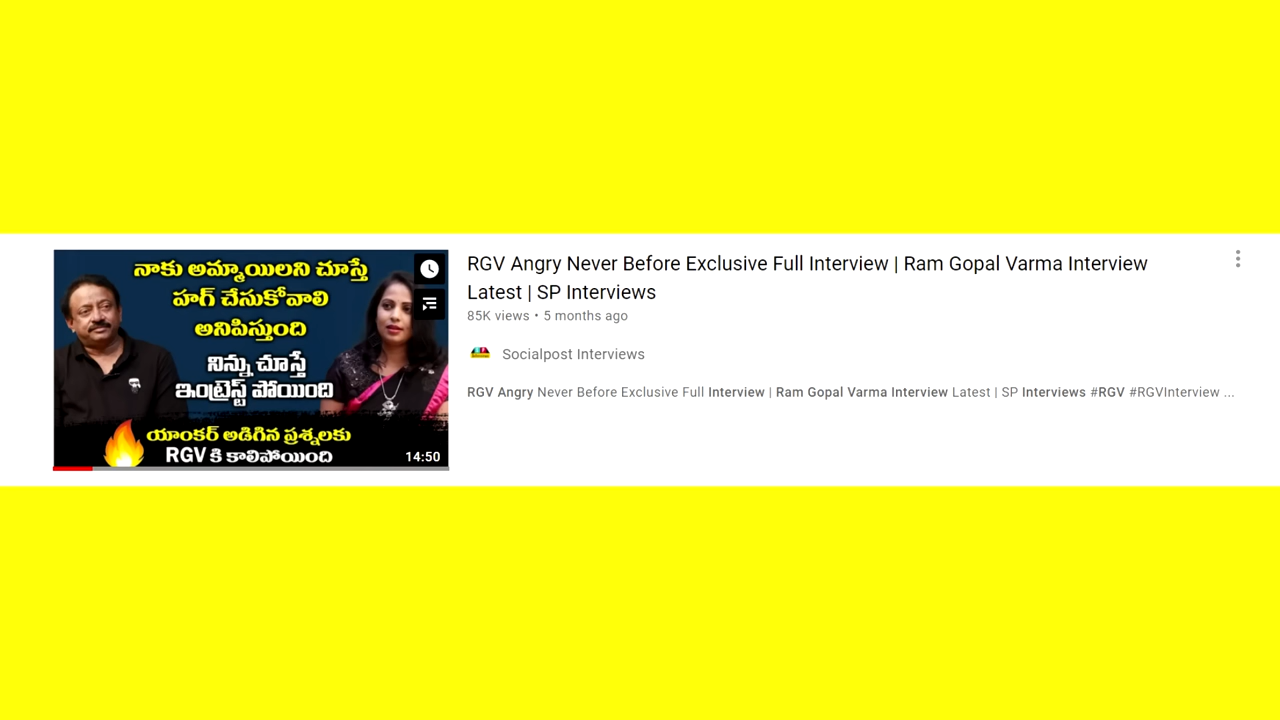 నాకు అమ్మాయిలని చూస్తే
హగ్ చేసుకోవాలి
అనిపిస్తుంది
నిన్ను చూస్తే
ఇంట్రెస్ట్ పోయింది
యాంకర్ అడిగిన ప్రశ్నలకు
RGV కి కాలిపోయింది
14:50
RGV Angry Never Before Exclusive Full Interview | Ram Gopal Varma Interview
Latest | SP Interviews
85K views • 5 months ago
Socialpost Interviews
RGV Angry Never Before Exclusive Full Interview | Ram Gopal Varma Interview Latest | SP Interviews #RGV #RGVInterview ...